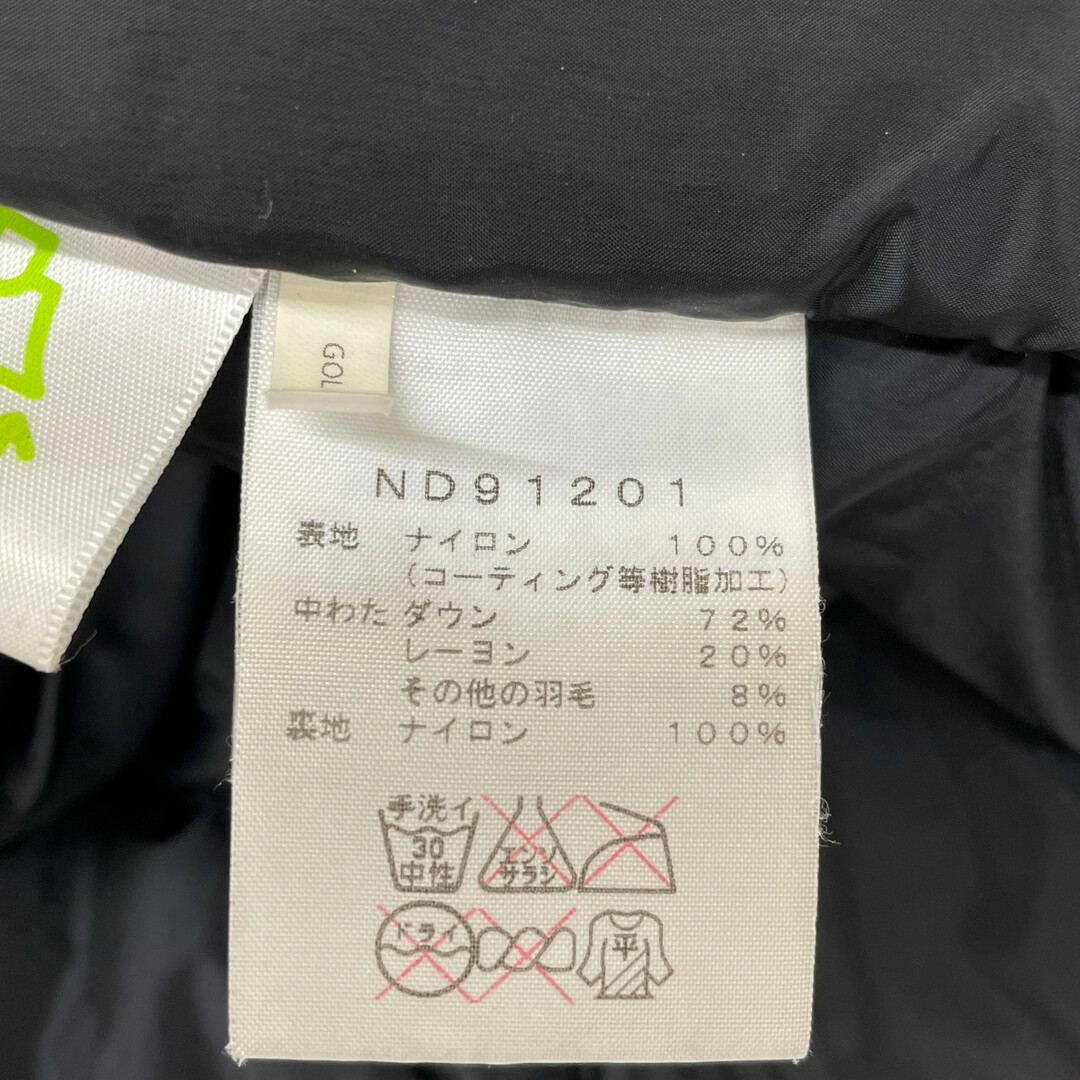 GOL
ND91201
表地 ナイロン 100%
(コーティング等樹脂加工)
中わた ダウン 72%
レーヨン 20%
その他の羽毛 8%
裏地 ナイロン 100%
手洗イ
30
中性
エンソ
サラシ
ドライ
平